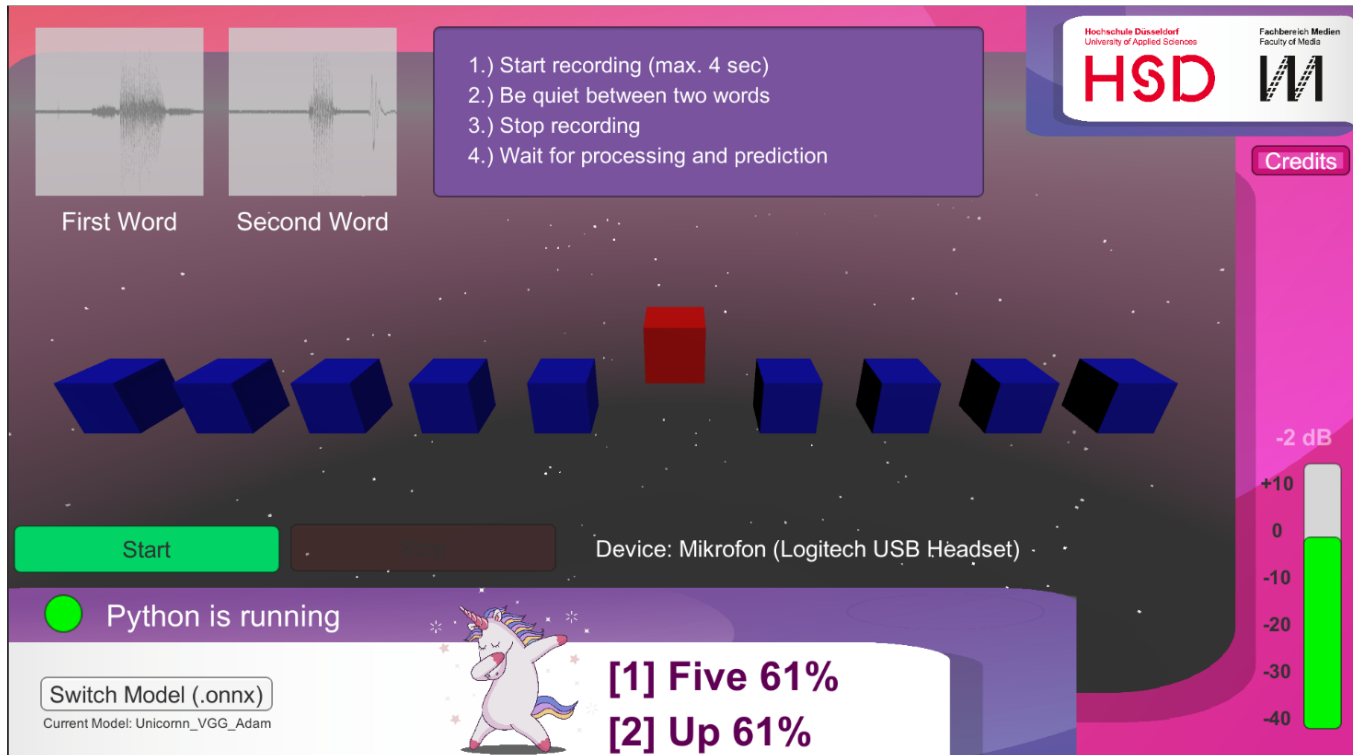 1.) Start recording (max. 4 sec)
2.) Be quiet between two words
3.) Stop recording
4.) Wait for processing and prediction
Hochschule Düsseldorf
University of Applied Sciences
HSD
Fachbereich Medien
Faculty of Media
Credits
First Word
Second Word
-2 dB
+10
0
-10
-20
-30
-40
Start
Device: Mikrofon (Logitech USB Headset)
Python is running
Switch Model (.onnx)
Current Model: Unicornn_VGG_Adam
[1] Five 61%
[2] Up 61%